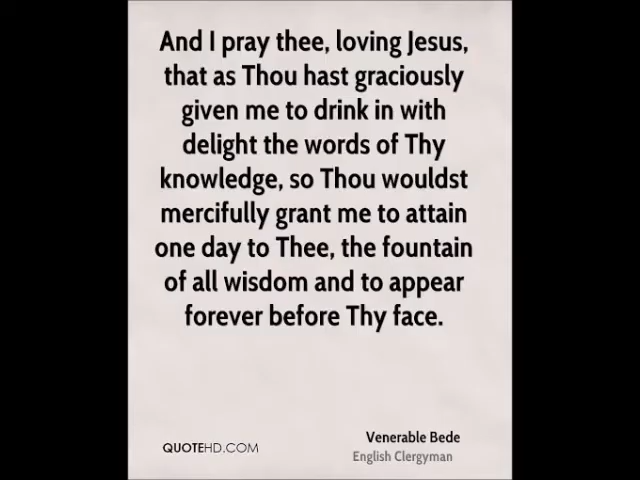 And I pray thee, loving Jesus,
that as Thou hast graciously
given me to drink in with
delight the words of Thy
knowledge, so Thou wouldst
mercifully grant me to attain
one day to Thee, the fountain
of all wisdom and to appear
forever before Thy face.
Venerable Bede
English Clergyman
QUOTEHD.COM